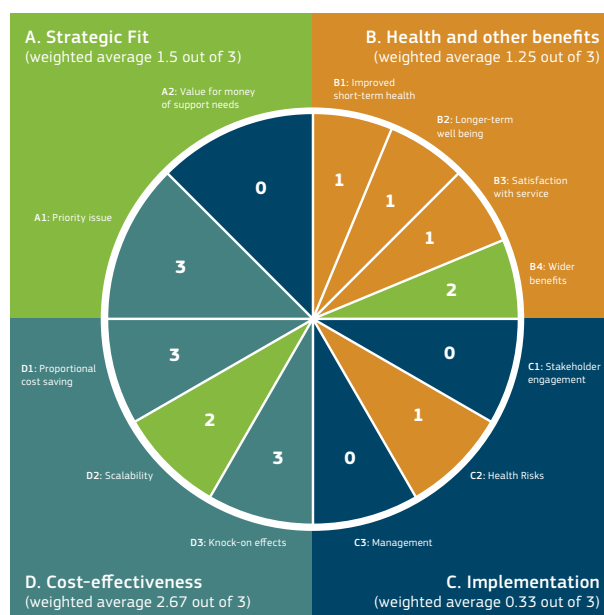 A. Strategic Fit
(weighted average 1.5 out of 3)
B. Health and other benefits
(weighted average 1.25 out of 3)
A2: Value for money
of support needs
B1: Improved
short-term health
B2: Longer-term
well being
B3: Satisfaction
with service
A1: Priority issue
B4: Wider
benefits
0
1
1
1
2
3
3
0
2
1
3
0
D1: Proportional
cost saving
C1: Stakeholder
engagement
D2: Scalability
C2: Health Risks
D3: Knock-on effects
C3: Management
D. Cost-effectiveness
(weighted average 2.67 out of 3)
C. Implementation
(weighted average 0.33 out of 3)